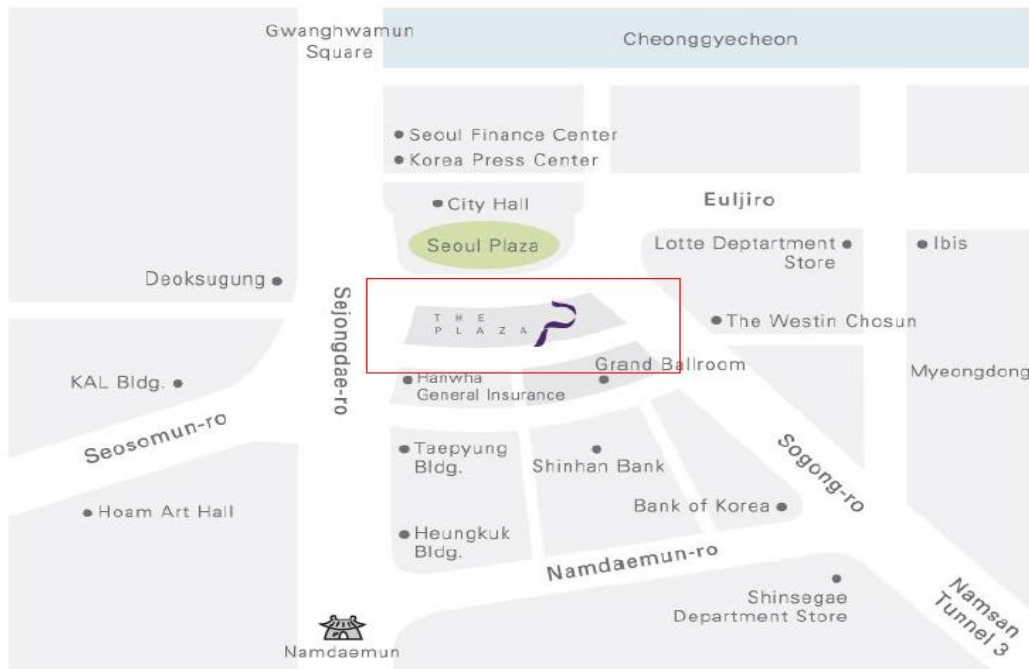 Gwanghwamun
Square
Cheonggyecheon
Seoul Finance Center
Korea Press Center
City Hall
Euljiro
Seoul Plaza
Lotte Deptartment
Store
Ibis
Deoksugung
Sejongdae-ro
THE
PLAZA
The Westin Chosun
Grand Ballroom
Myeongdong
KAL Bldg.
Hanwha
General Insurance
Seosomun-ro
Taepyung
Bldg.
Shinhan Bank
Sogong-ro
Hoam Art Hall
Bank of Korea
Heungkuk
Bldg.
Namdaemun-ro
Shinsegae
Department Store
Namsan
Tunnel 3
Namdaemun